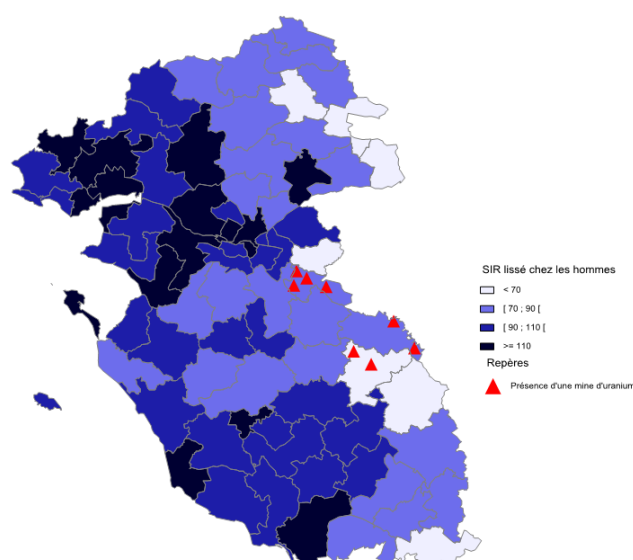 SIR lissé chez les hommes
< 70
[ 70 ; 90 [
[ 90 ; 110 [
>= 110
Repères
Présence d'une mine d'uranium